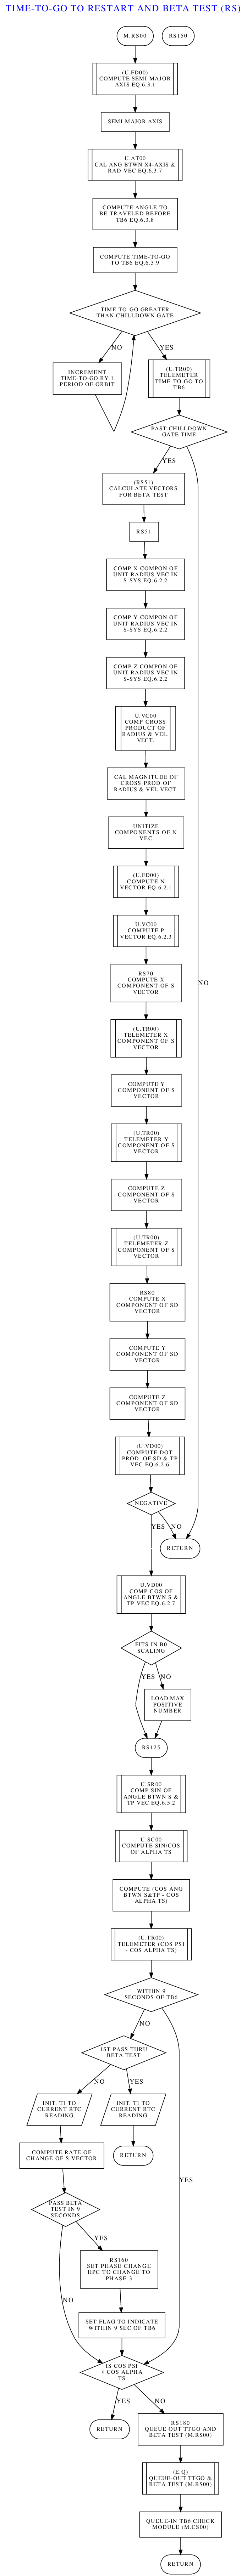 TIME-TO-GO TO RESTART AND BETA TEST (RS)
M.RS00
RS150
(U.FD00)
COMPUTE SEMI-MAJOR
AXIS EQ.6.3.1
SEMI-MAJOR AXIS
U.AT00
CAL ANG BTWN X4-AXIS &
RAD VEC EQ.6.3.7
COMPUTE ANGLE TO
BE TRAVELED BEFORE
TB6 EQ.6.3.8
COMPUTE TIME-TO-GO
TO TB6 EQ.6.3.9
TIME-TO-GO GREATER
THAN CHILLDOWN GATE
NO
YES
INCREMENT
TIME-TO-GO BY 1
PERIOD OF ORBIT
(U.TR00)
TELEMETER
TIME-TO-GO TO
TB6
PAST CHILLDOWN
GATE TIME
YES
(RS51)
CALCULATE VECTORS
FOR BETA TEST
RS51
COMP X COMPON OF
UNIT RADIUS VEC IN
S-SYS EQ.6.2.2
COMP Y COMPON OF
UNIT RADIUS VEC IN
S-SYS EQ.6.2.2
COMP Z COMPON OF
UNIT RADIUS VEC IN
S-SYS EQ.6.2.2
U.VC00
COMP CROSS
PRODUCT OF
RADIUS & VEL.
VECT.
CAL MAGNITUDE OF
CROSS PROD OF
RADIUS & VEL VECT.
UNITIZE
COMPONENTS OF N
VEC
(U.FD00)
COMPUTE N
VECTOR EQ.6.2.1
U.VC00
COMPUTE P
VECTOR EQ.6.2.3
RS70
COMPUTE X
COMPONENT OF S
VECTOR
NO
(U.TR00)
TELEMETER X
COMPONENT OF S
VECTOR
COMPUTE Y
COMPONENT OF S
VECTOR
(U.TR00)
TELEMETER Y
COMPONENT OF S
VECTOR
COMPUTE Z
COMPONENT OF S
VECTOR
(U.TR00)
TELEMETER Z
COMPONENT OF S
VECTOR
RS80
COMPUTE X
COMPONENT OF SD
VECTOR
COMPUTE Y
COMPONENT OF SD
VECTOR
COMPUTE Z
COMPONENT OF SD
VECTOR
(U.VD00)
COMPUTE DOT
PROD. OF SD & TP
VEC EQ.6.2.6
NEGATIVE
YES
NO
RETURN
U.VD00
COMP COS OF
ANGLE BTWN S &
TP VEC EQ.6.2.7
FITS IN B0
SCALING
YES
NO
LOAD MAX
POSITIVE
NUMBER
RS125
U.SR00
COMP SIN OF
ANGLE BTWN S &
TP VEC EQ.6.5.2
U.SC00
COMPUTE SIN/COS
OF ALPHA TS
COMPUTE (COS ANG
BTWN S&TP - COS
ALPHA TS)
(U.TR00)
TELEMETER (COS PSI
- COS ALPHA TS)
WITHIN 9
SECONDS OF TB6
NO
1ST PASS THRU
BETA TEST
NO
YES
INIT. T1 TO
CURRENT RTC
READING
INIT. T1 TO
CURRENT RTC
READING
COMPUTE RATE OF
CHANGE OF S VECTOR
RETURN
YES
PASS BETA
TEST IN 9
SECONDS
YES
RS160
SET PHASE CHANGE
HPC TO CHANGE TO
PHASE 3
NO
SET FLAG TO INDICATE
WITHIN 9 SEC OF TB6
IS COS PSI
< COS ALPHA
TS
YES
NO
RETURN
RS180
QUEUE OUT TTGO AND
BETA TEST (M.RS00)
(E.Q)
QUEUE-OUT TTGO &
BETA TEST (M.RS00)
QUEUE-IN TB6 CHECK
MODULE (M.CS00)
RETURN